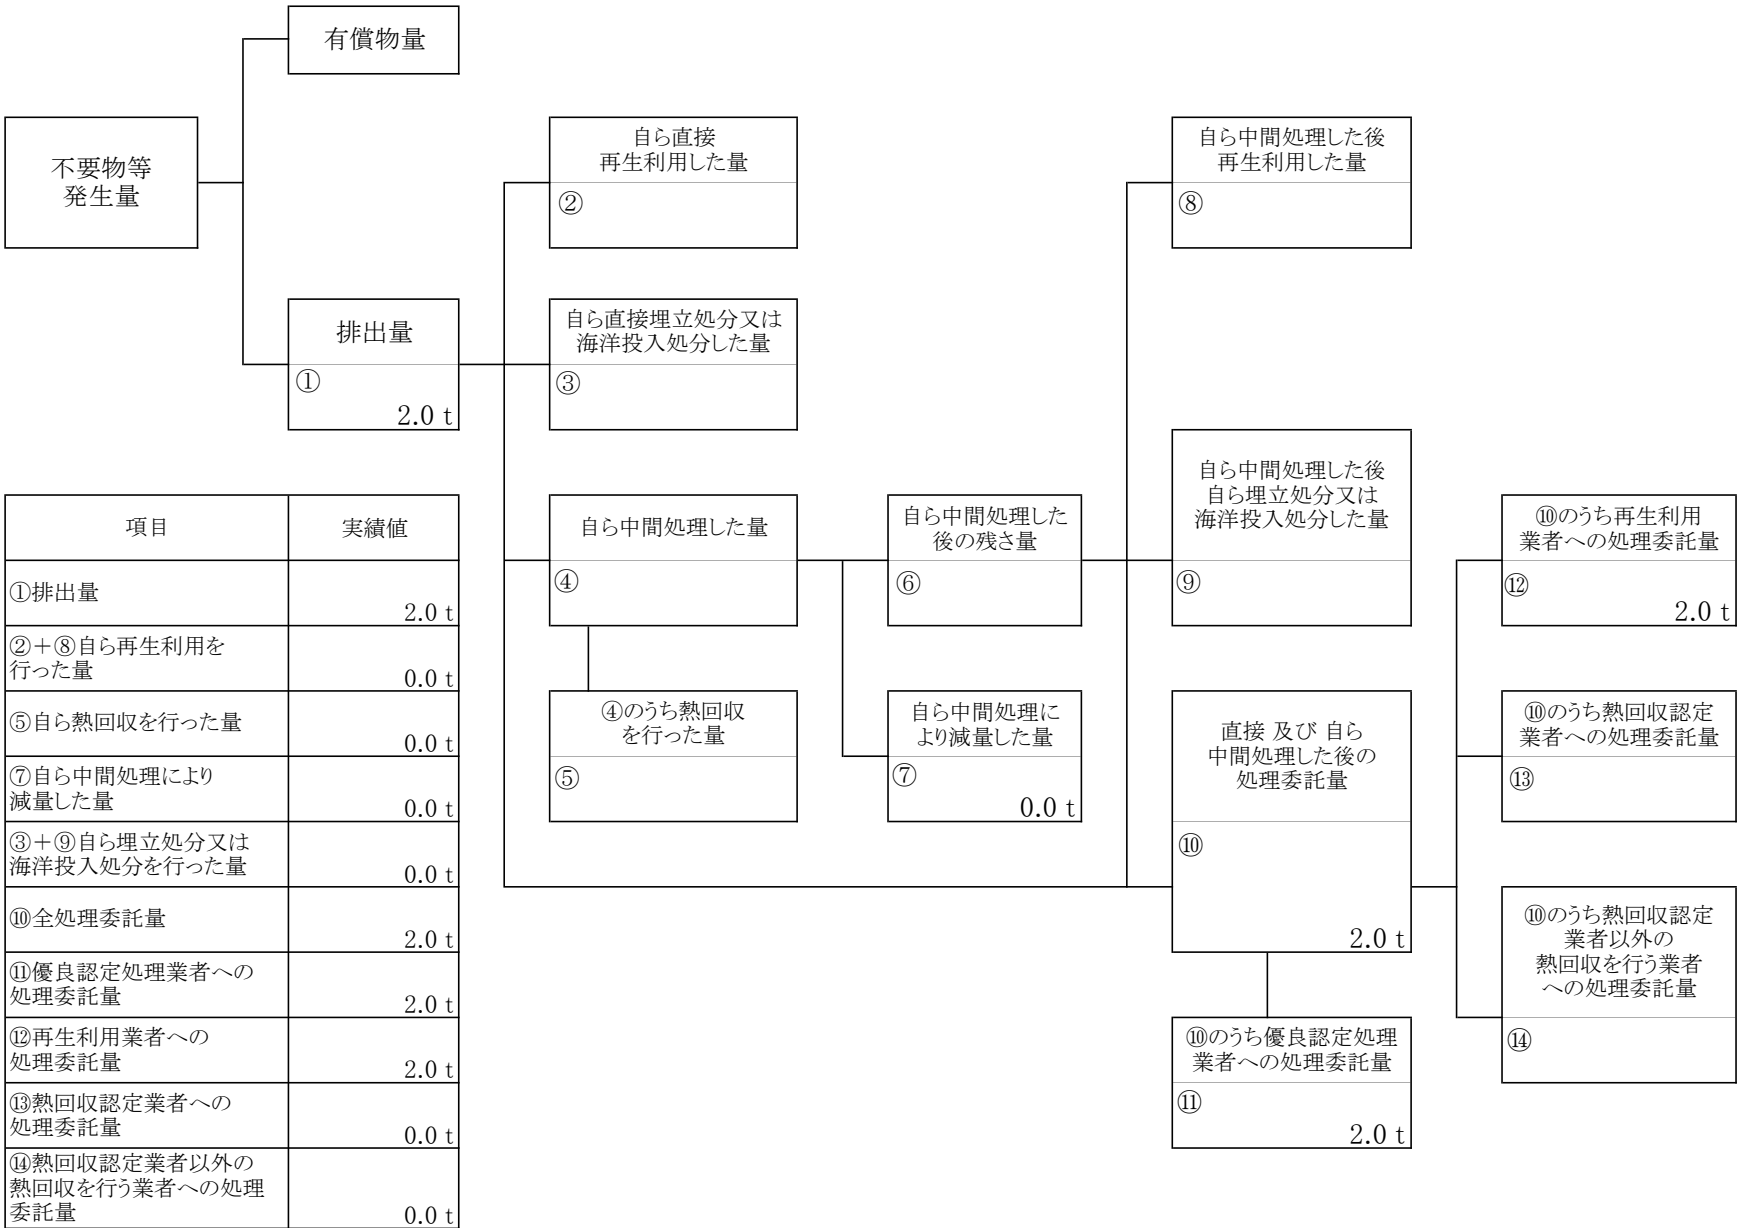 有償物量
不要物等
発生量
自ら直接
再生利用した量
②
自ら中間処理した後
再生利用した量
⑧
排出量
①
2.0 t
自ら直接埋立処分又は
海洋投入処分した量
③
自ら中間処理した量
④
自ら中間処理した
後の残さ量
⑥
自ら中間処理した後
自ら埋立処分又は
海洋投入処分した量
⑨
⑩のうち再生利用
業者への処理委託量
⑫
2.0 t
④のうち熱回収
を行った量
⑤
自ら中間処理に
より減量した量
⑦
0.0 t
直接 及び 自ら
中間処理した後の
処理委託量
⑩
2.0 t
⑩のうち熱回収認定
業者への処理委託量
⑬
⑩のうち熱回収認定
業者以外の
熱回収を行う業者
への処理委託量
⑭
⑩のうち優良認定処理
業者への処理委託量
⑪
2.0 t
項目 実績値
①排出量
2.0 t
②＋⑧自ら再生利用を
行った量
0.0 t
⑤自ら熱回収を行った量
0.0 t
⑦自ら中間処理により
減量した量
0.0 t
③＋⑨自ら埋立処分又は
海洋投入処分を行った量
0.0 t
⑩全処理委託量
2.0 t
⑪優良認定処理業者への
処理委託量
2.0 t
⑫再生利用業者への
処理委託量
2.0 t
⑬熱回収認定業者への
処理委託量
0.0 t
⑭熱回収認定業者以外の
熱回収を行う業者への処理
委託量
0.0 t